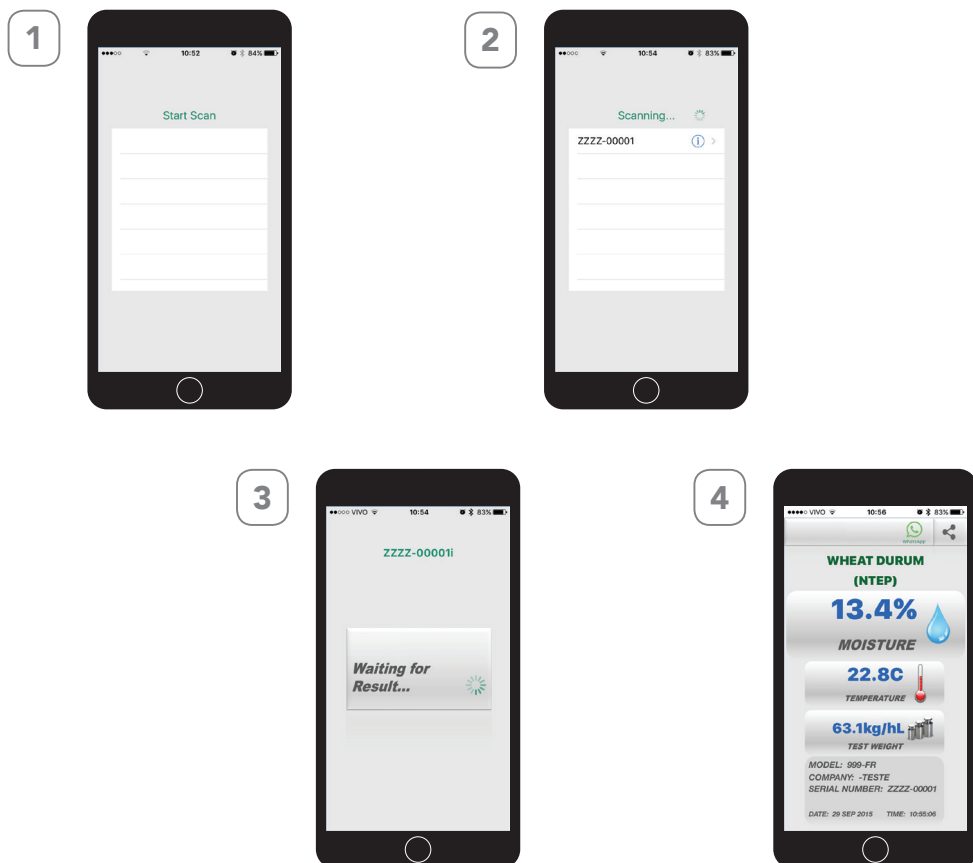 1
10:52
84%
Start Scan
2
10:54
83%
Scanning...
ZZZZ-00001
3
VIVO
10:54
83%
ZZZZ-00001i
Waiting for
Result...
4
VIVO
10:56
83%
WhatsApp
WHEAT DURUM
(NTEP)
13.4%
MOISTURE
22.8C
TEMPERATURE
63.1kg/hL
TEST WEIGHT
MODEL: 999-FR
COMPANY: -TESTE
SERIAL NUMBER: ZZZZ-00001
DATE: 29 SEP 2015 TIME: 10:55:06